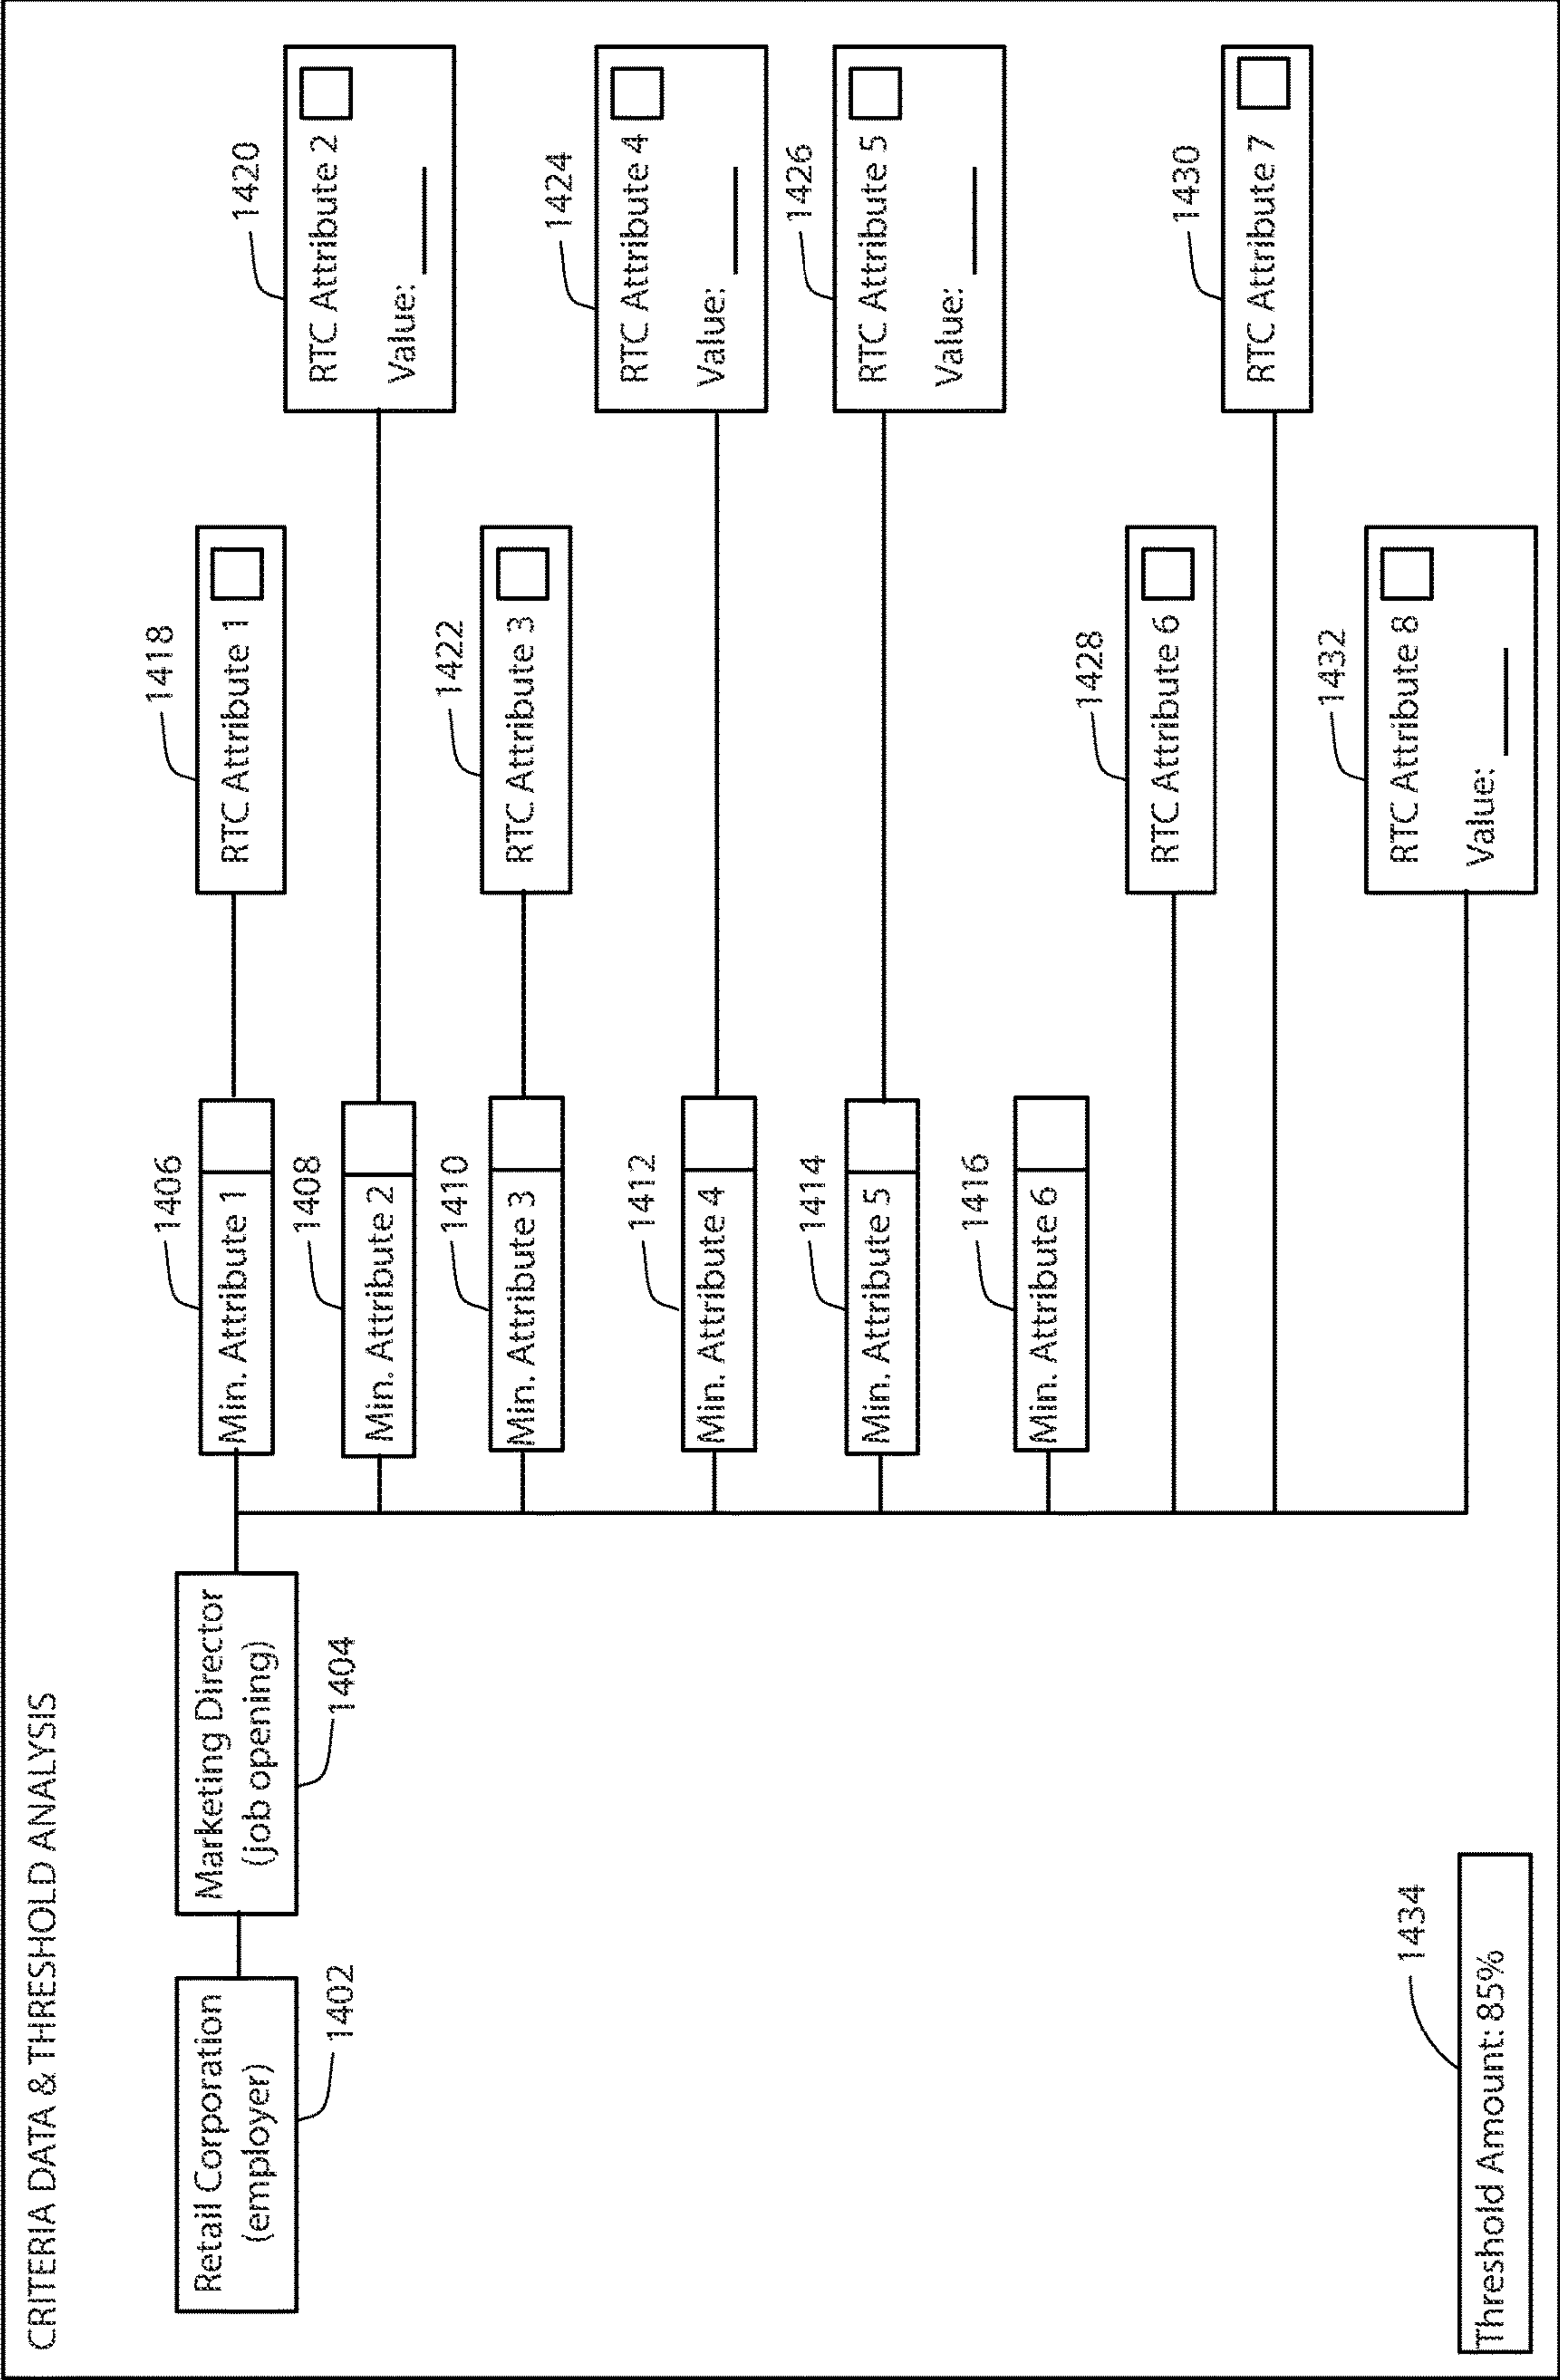 CRITERIA DATA & THRESHOLD ANALYSIS
Retail Corporation
(employer)
1402
Marketing Director
(job opening)
1404
1406
Min. Attribute 1
1408
Min. Attribute 2
1410
Min. Attribute 3
1412
Min. Attribute 4
1414
Min. Attribute 5
1416
Min. Attribute 6
1418
RTC Attribute 1
1420
RTC Attribute 2
Value:
1422
RTC Attribute 3
1424
RTC Attribute 4
Value:
1426
RTC Attribute 5
Value:
1428
RTC Attribute 6
1430
RTC Attribute 7
1432
RTC Attribute 8
Value:
1434
Threshold Amount: 85%